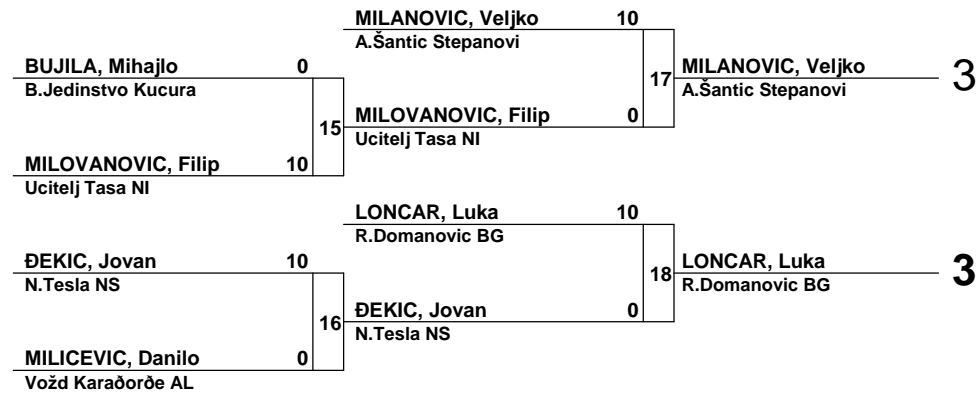 MILANOVIC, Veljko 10
A.Šantic Stepanovi
BUJILA, Mihajlo 0
B.Jedinstvo Kucura
17
MILANOVIC, Veljko
A.Šantic Stepanovi
3
15
MILOVANOVIC, Filip 0
Ucitelj Tasa NI
MILOVANOVIC, Filip 10
Ucitelj Tasa NI
LONCAR, Luka 10
R.Domanovic BG
ĐEKIC, Jovan 10
N.Tesla NS
18
LONCAR, Luka
R.Domanovic BG
3
16
ĐEKIC, Jovan 0
N.Tesla NS
MILICEVIC, Danilo 0
Vožd Karaðorðe AL